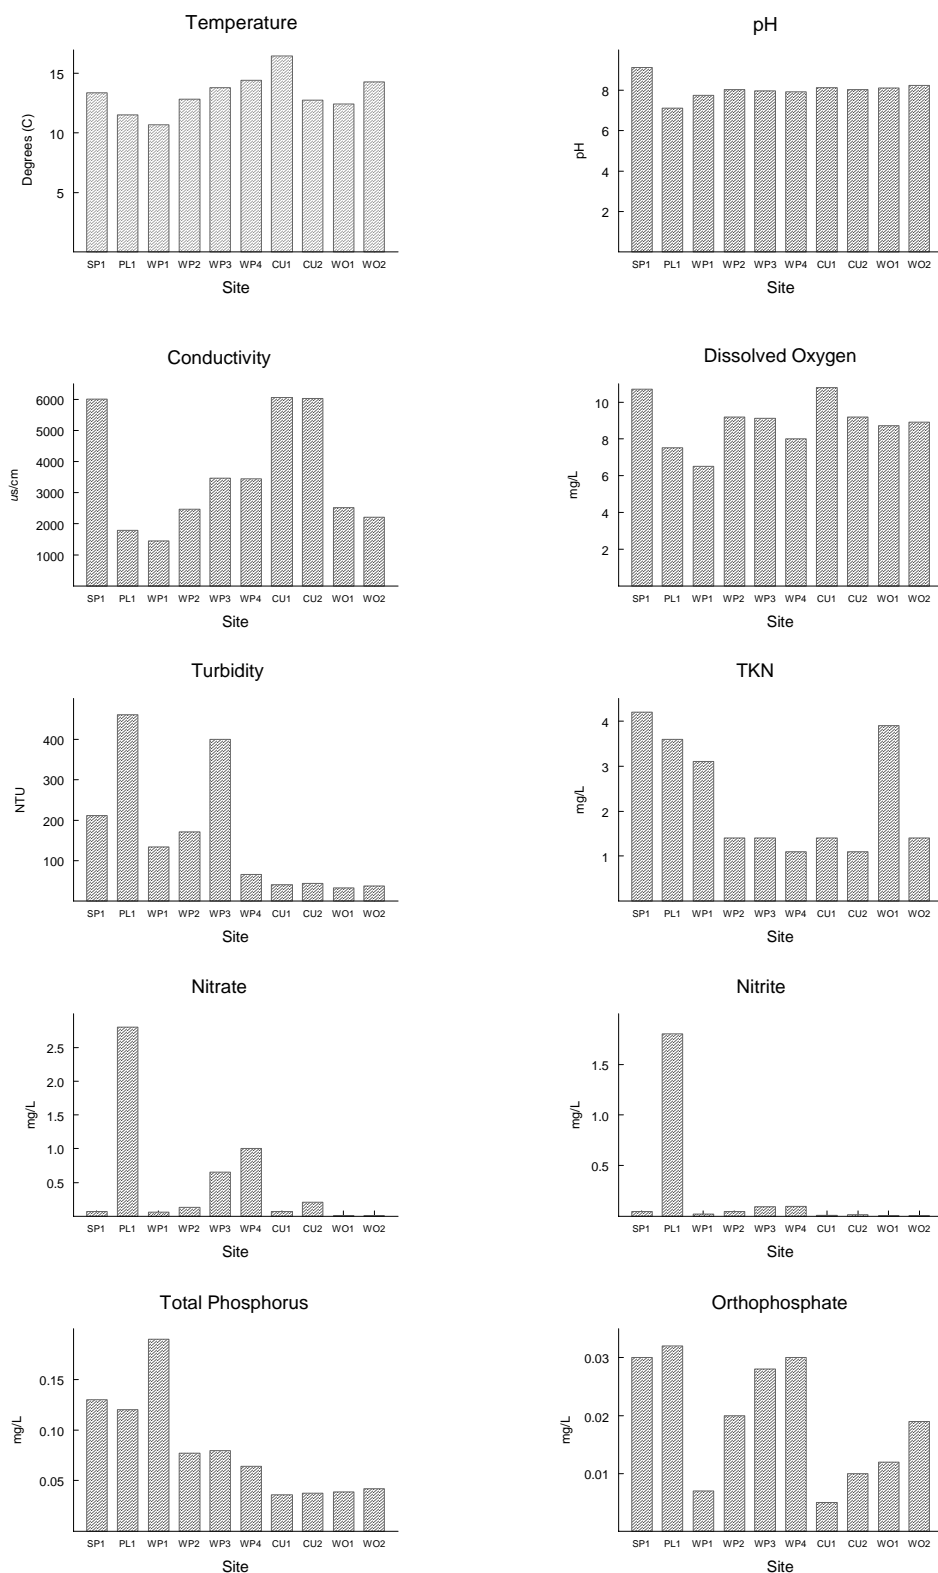 Temperature
15
10
5
Degrees (C)
SP1 PL1 WP1 WP2 WP3 WP4 CU1 CU2 WO1 WO2
Site
pH
8
6
4
2
pH
SP1 PL1 WP1 WP2 WP3 WP4 CU1 CU2 WO1 WO2
Site
Conductivity
6000
5000
4000
3000
2000
1000
us/cm
SP1 PL1 WP1 WP2 WP3 WP4 CU1 CU2 WO1 WO2
Site
Dissolved Oxygen
10
8
6
4
2
mg/L
SP1 PL1 WP1 WP2 WP3 WP4 CU1 CU2 WO1 WO2
Site
Turbidity
400
300
200
100
NTU
SP1 PL1 WP1 WP2 WP3 WP4 CU1 CU2 WO1 WO2
Site
TKN
4
3
2
1
mg/L
SP1 PL1 WP1 WP2 WP3 WP4 CU1 CU2 WO1 WO2
Site
Nitrate
2.5
2.0
1.5
1.0
0.5
mg/L
SP1 PL1 WP1 WP2 WP3 WP4 CU1 CU2 WO1 WO2
Site
Nitrite
1.5
1.0
0.5
mg/L
SP1 PL1 WP1 WP2 WP3 WP4 CU1 CU2 WO1 WO2
Site
Total Phosphorus
0.15
0.10
0.05
mg/L
SP1 PL1 WP1 WP2 WP3 WP4 CU1 CU2 WO1 WO2
Site
Orthophosphate
0.03
0.02
0.01
mg/L
SP1 PL1 WP1 WP2 WP3 WP4 CU1 CU2 WO1 WO2
Site